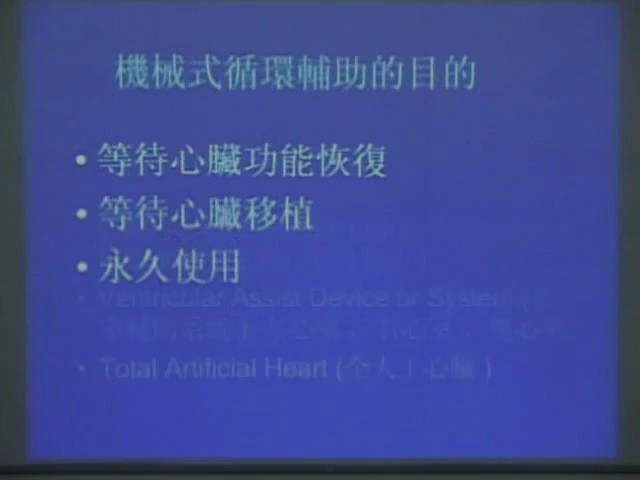 機械式循環輔助的目的
• 等待心臟功能恢復
• 等待心臟移植
• 永久使用
• Ventricular Assist Device or System (
• Total Artificial Heart (全人工心臟)